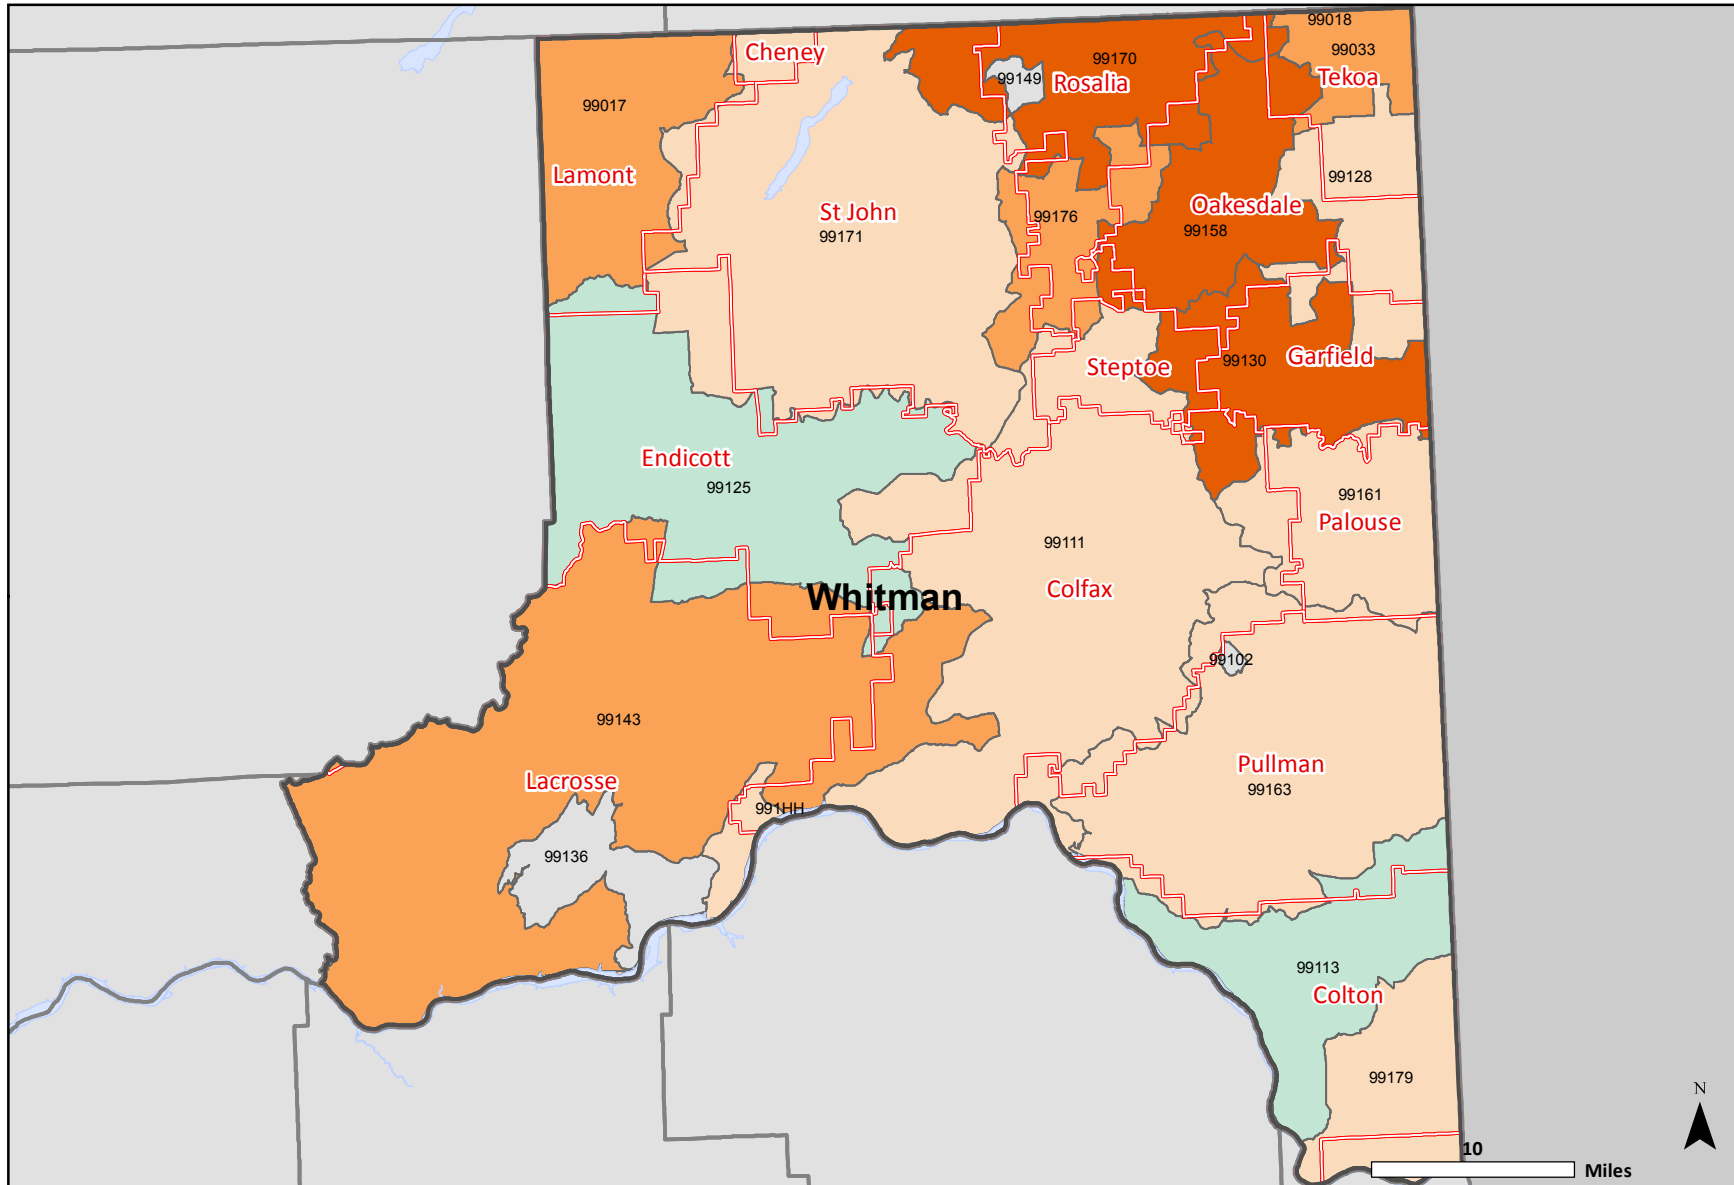 99018
Cheney
99033
99170
99149
Rosalia
Tekoa
99017
Lamont
99128
St John
99171
99176
Oakesdale
99158
Steptoe
99130
Garfield
Endicott
99125
99161
Palouse
99111
Colfax
Whitman
99102
99143
Lacrosse
Pullman
99163
991HH
99136
99113
Colton
99179
N
10
Miles